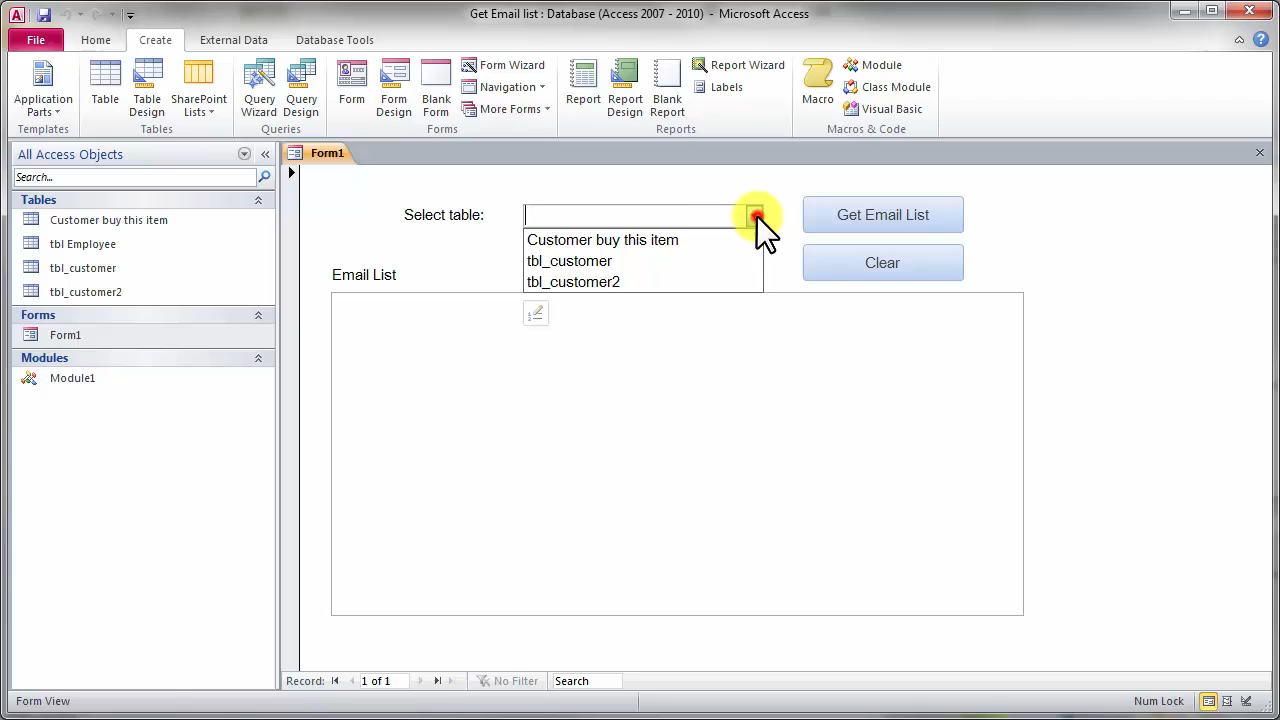 Get Email list : Database (Access 2007 - 2010) - Microsoft Access
File Home Create External Data Database Tools
Application Parts
Table
Table Design
SharePoint Lists
Query Wizard
Query Design
Form
Form Design
Blank Form
Form Wizard
Navigation
More Forms
Report
Report Design
Blank Report
Report Wizard
Labels
Macro
Module
Class Module
Visual Basic
Templates Tables Queries Forms Reports Macros & Code
All Access Objects
Search...
Tables
Customer buy this item
tbl Employee
tbl_customer
tbl_customer2
Forms
Form1
Modules
Module1
Form1
Select table:
Customer buy this item
tbl_customer
tbl_customer2
Get Email List
Clear
Email List
Record: 1 of 1 No Filter Search
Form View Num Lock